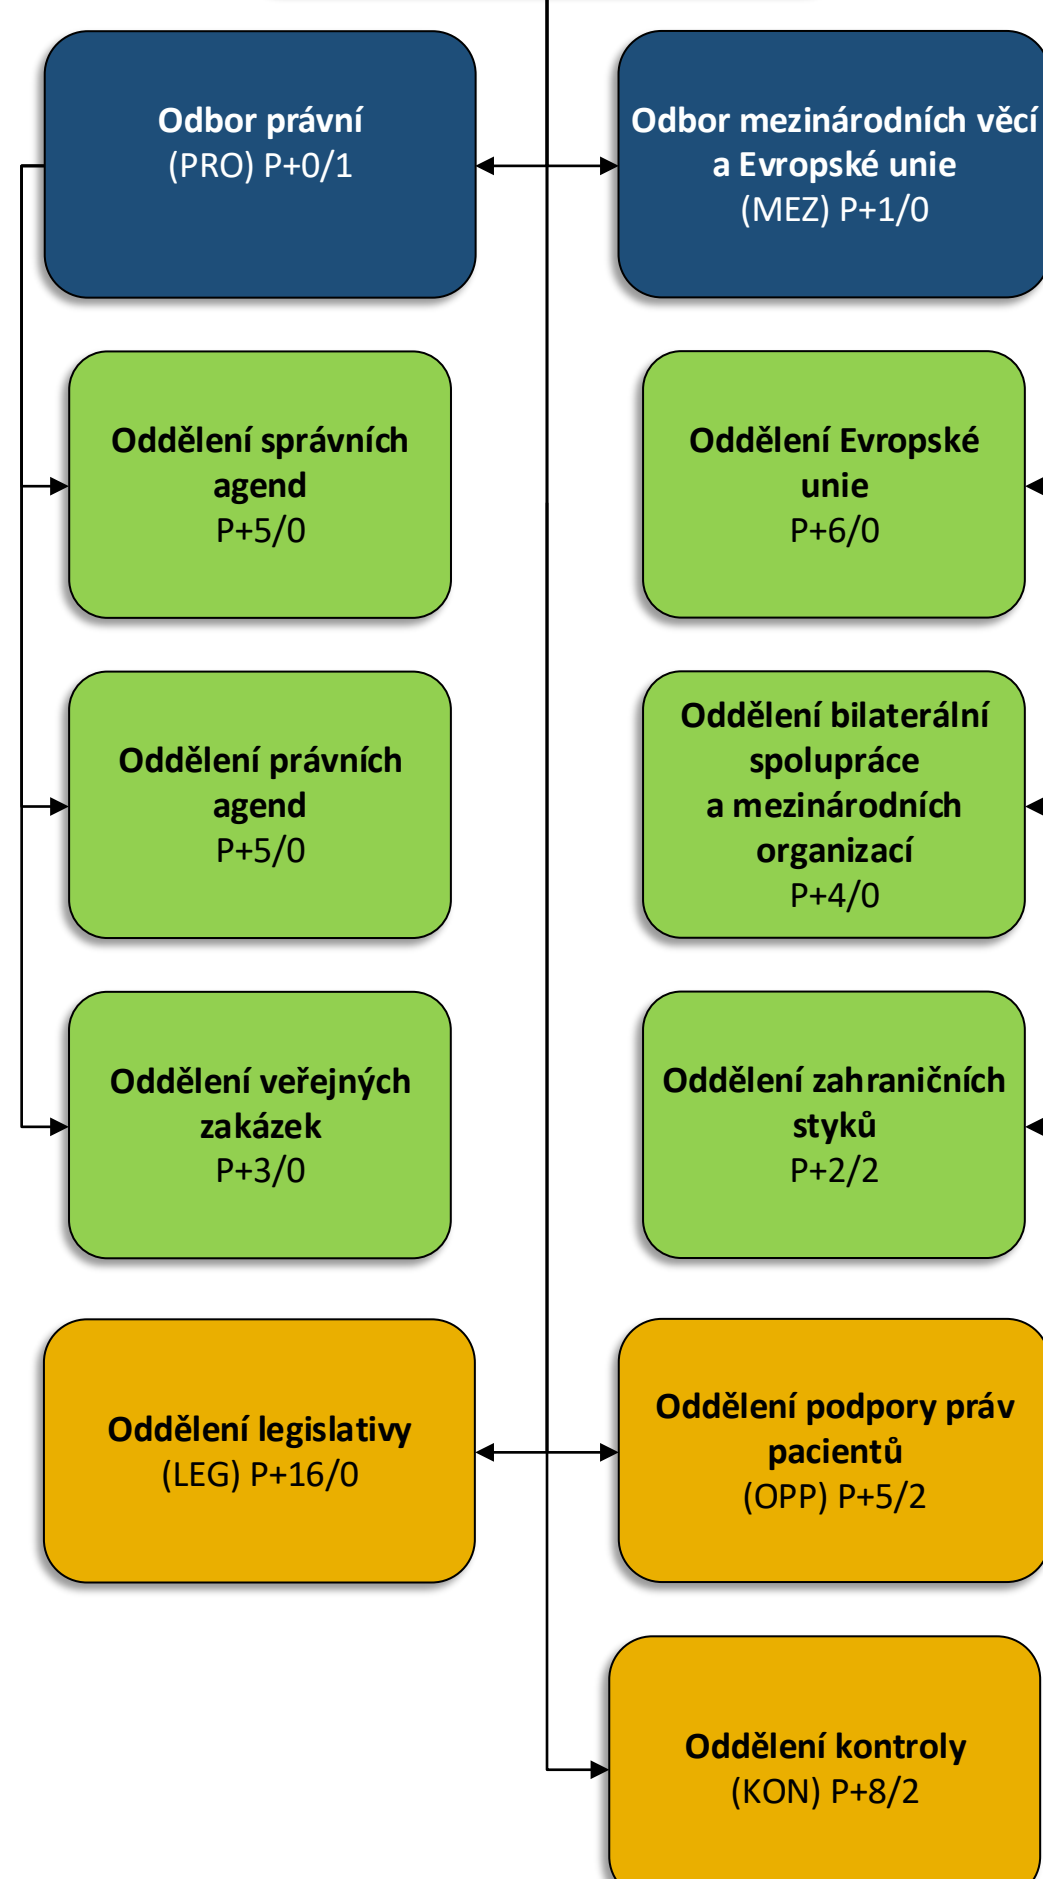 Odbor právní
(PRO) P+0/1
Odbor mezinárodních věcí
a Evropské unie
(MEZ) P+1/0
Oddělení správních
agend
P+5/0
Oddělení Evropské
unie
P+6/0
Oddělení právních
agend
P+5/0
Oddělení bilaterální
spolupráce
a mezinárodních
organizací
P+4/0
Oddělení veřejných
zakázek
P+3/0
Oddělení zahraničních
styků
P+2/2
Oddělení legislativy
(LEG) P+16/0
Oddělení podpory práv
pacientů
(OPP) P+5/2
Oddělení kontroly
(KON) P+8/2